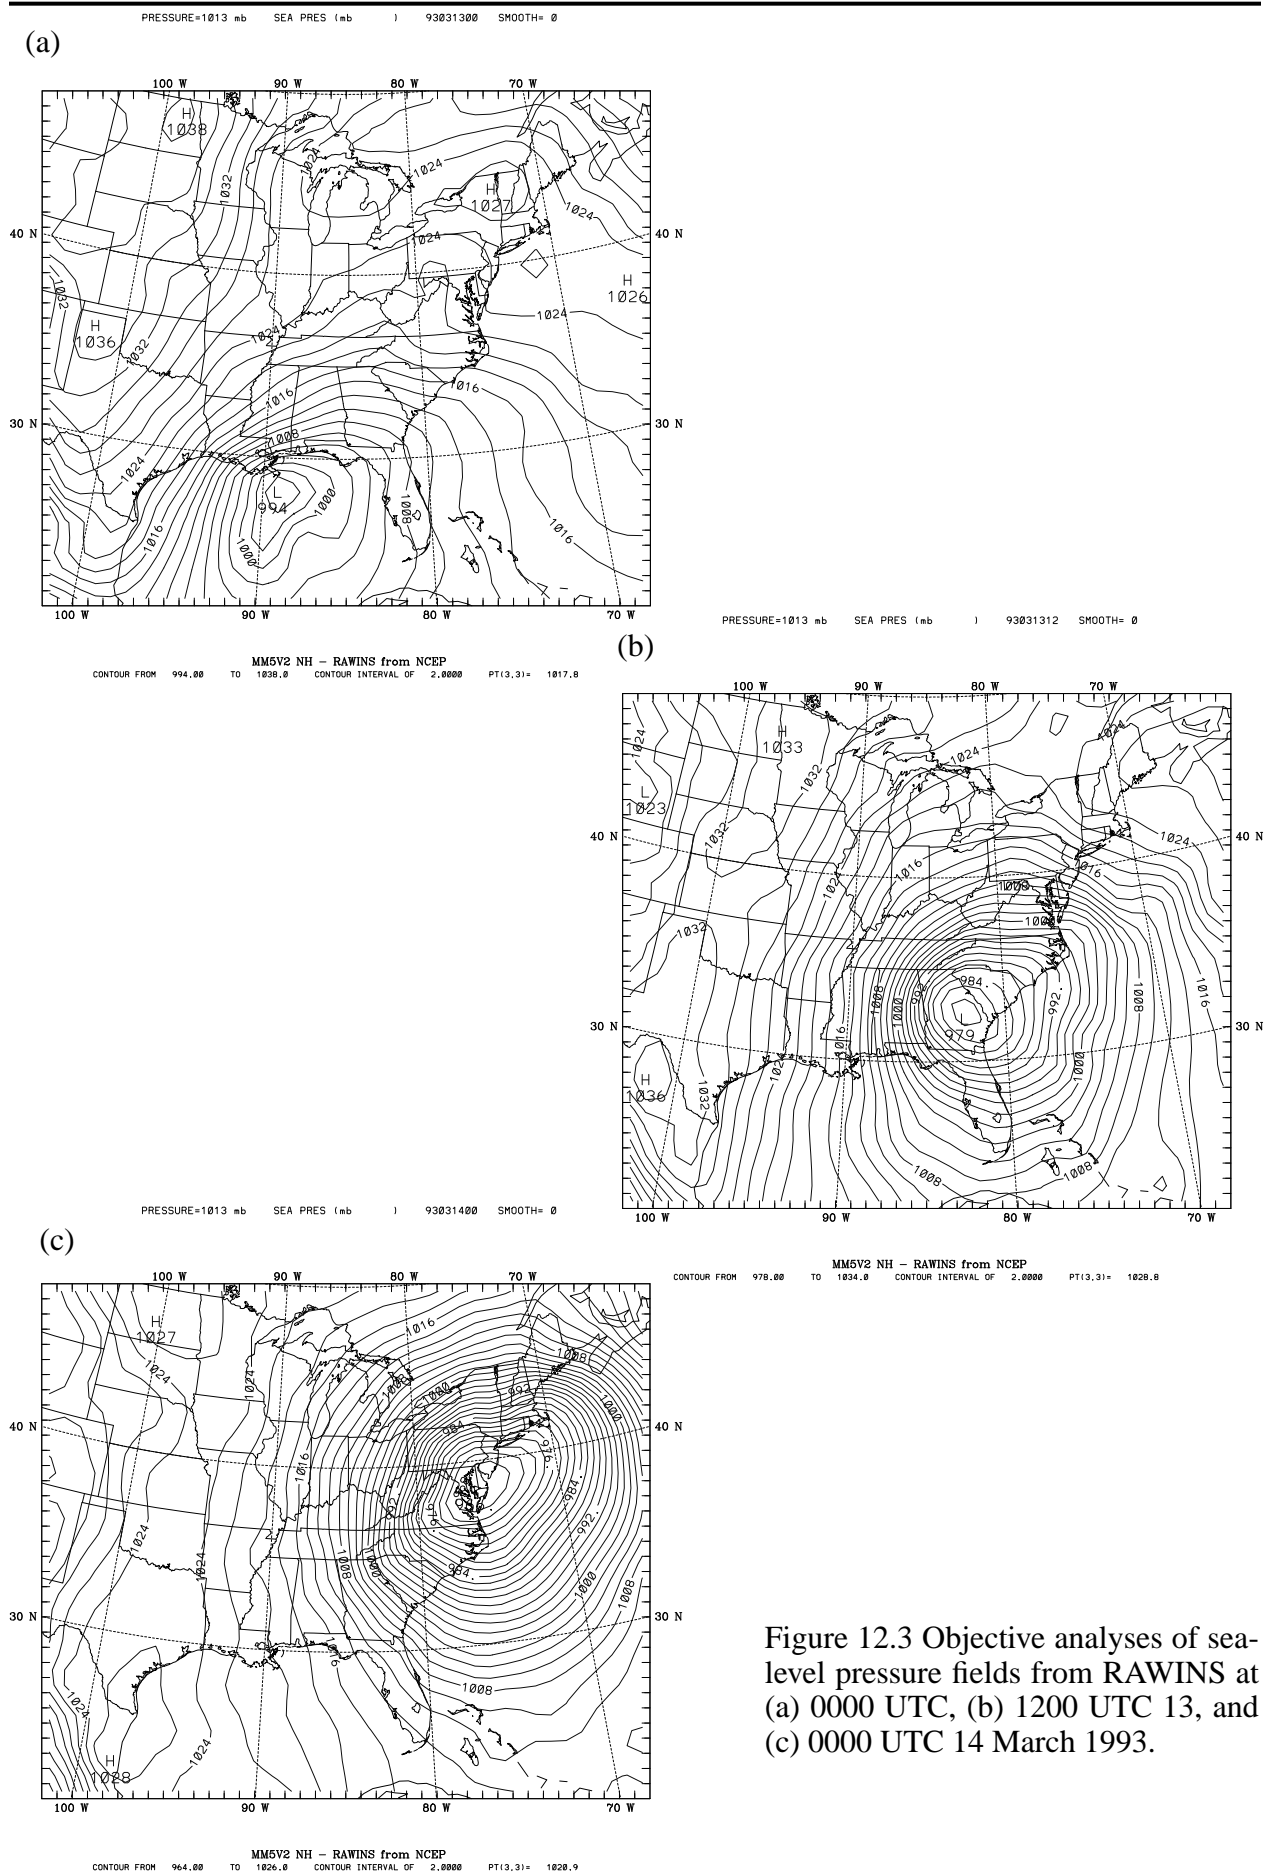 PRESSURE=1013 mb SEA PRES (mb ) 93031300 SMOOTH= 0
(a)
100 W 90 W 80 W 70 W
H
1038
1024
1024
1032
H
1027
1024
40 N
40 N
1024
H
1026
1032
1024
H
1036
1024
1032
1016
1016
30 N
30 N
1008
1024
L
994
1000
1008
1016
1016
1000
100 W 90 W 80 W 70 W
MM5V2 NH – RAWINS from NCEP
CONTOUR FROM 994.00 TO 1038.0 CONTOUR INTERVAL OF 2.0000 PT(3,3)= 1017.8
PRESSURE=1013 mb SEA PRES (mb ) 93031312 SMOOTH= 0
(b)
100 W 90 W 80 W 70 W
1024
H
1033
1024
1024
1032
L
1023
40 N
40 N
1032
1024
1016
1016
1024
1008
1000
1032
984.
992
1008
1000
992.
1008
1016
L
979
30 N
30 N
1016
1024
1000
H
1036
1032
1008
1008
100 W 90 W 80 W 70 W
MM5V2 NH – RAWINS from NCEP
CONTOUR FROM 978.00 TO 1034.0 CONTOUR INTERVAL OF 2.0000 PT(3,3)= 1028.8
PRESSURE=1013 mb SEA PRES (mb ) 93031400 SMOOTH= 0
(c)
100 W 90 W 80 W 70 W
H
1027
1016
1008
1024
1024
1008
1000
992
1000
40 N
40 N
984
976.
1016
984.
992
976.
992.
1024
1024
1008
1000
984.
1000
1008
30 N
30 N
1016
1008
1024
1024
H
1028
100 W 90 W 80 W 70 W
MM5V2 NH – RAWINS from NCEP
CONTOUR FROM 964.00 TO 1026.0 CONTOUR INTERVAL OF 2.0000 PT(3,3)= 1020.9
Figure 12.3 Objective analyses of sea-
level pressure fields from RAWINS at
(a) 0000 UTC, (b) 1200 UTC 13, and
(c) 0000 UTC 14 March 1993.